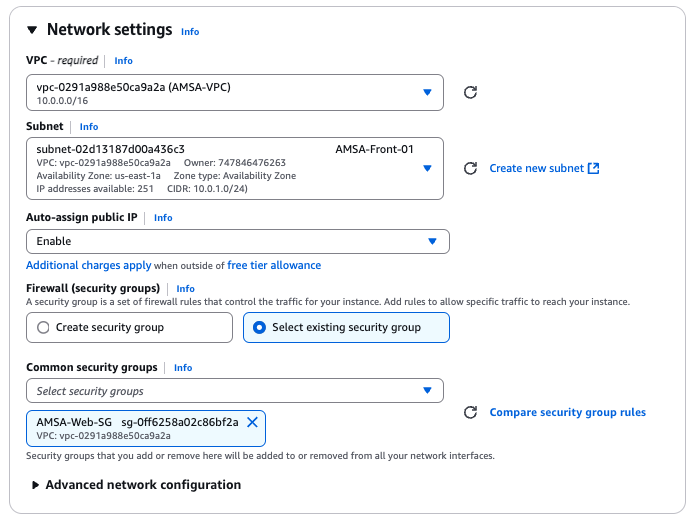 Network settings Info
VPC - required Info
vpc-0291a988e50ca9a2a (AMSA-VPC)
10.0.0.0/16
Subnet Info
subnet-02d13187d00a436c3 AMSA-Front-01
VPC: vpc-0291a988e50ca9a2a Owner: 747846476263
Availability Zone: us-east-1a Zone type: Availability Zone
IP addresses available: 251 CIDR: 10.0.1.0/24)
Create new subnet
Auto-assign public IP Info
Enable
Additional charges apply when outside of free tier allowance
Firewall (security groups) Info
A security group is a set of firewall rules that control the traffic for your instance. Add rules to allow specific traffic to reach your instance.
Create security group
Select existing security group
Common security groups Info
Select security groups
AMSA-Web-SG sg-0ff6258a02c86bf2a
VPC: vpc-0291a988e50ca9a2a
Compare security group rules
Security groups that you add or remove here will be added to or removed from all your network interfaces.
Advanced network configuration